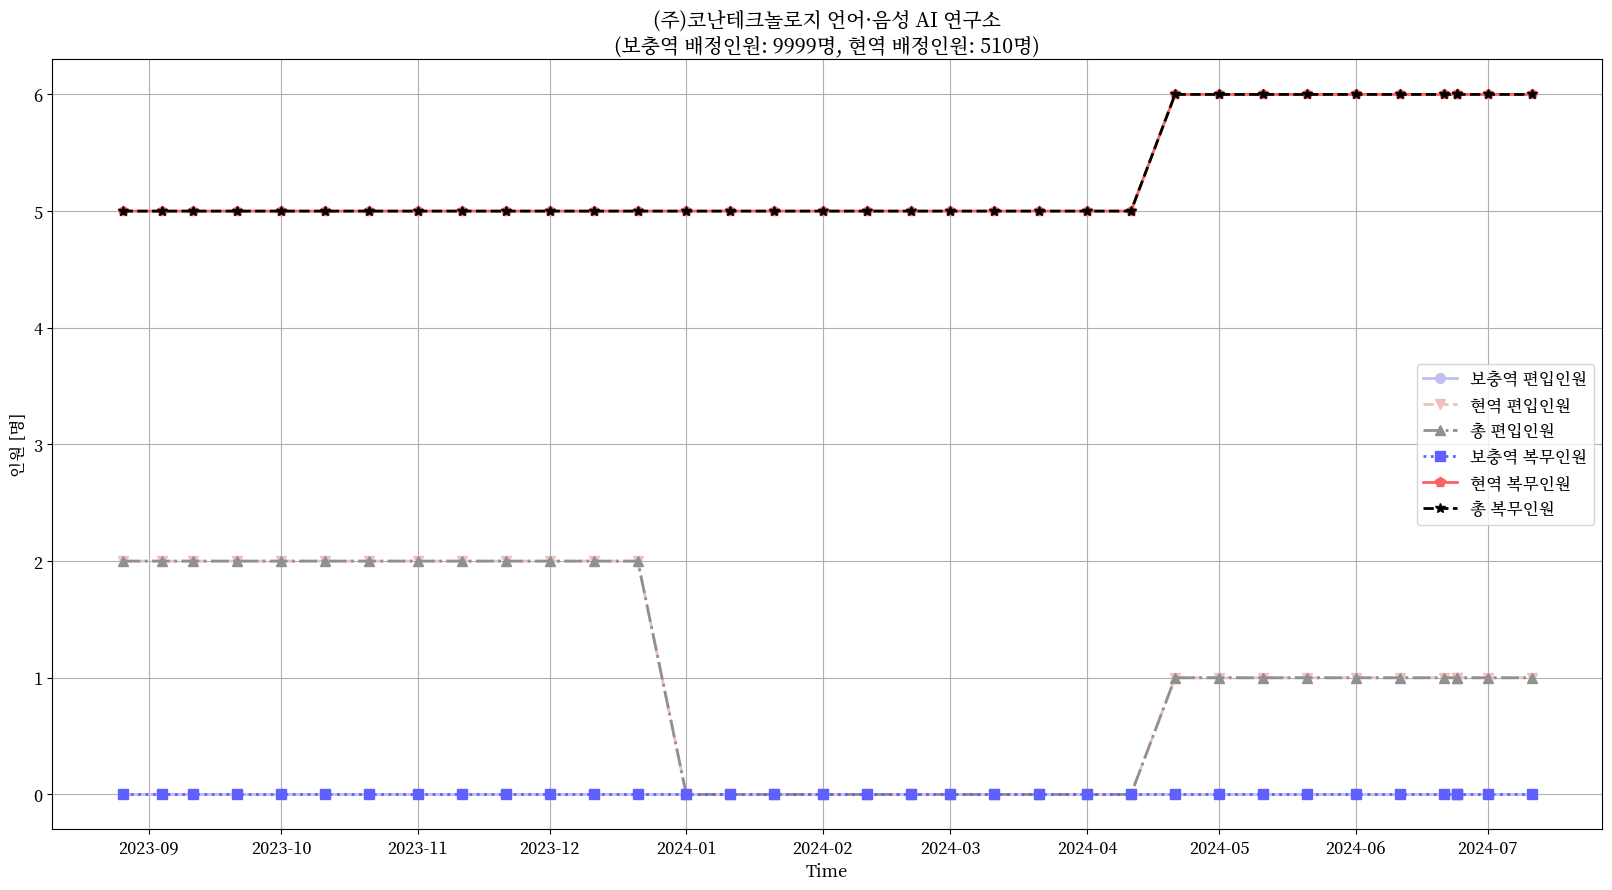 (주)코난테크놀로지 언어·음성 AI 연구소
(보충역 배정인원: 9999명, 현역 배정인원: 510명)
인원 [명]
6
5
4
3
2
1
0
보충역 편입인원
현역 편입인원
총 편입인원
보충역 복무인원
현역 복무인원
총 복무인원
2023-09 2023-10 2023-11 2023-12 2024-01 2024-02 2024-03 2024-04 2024-05 2024-06 2024-07
Time